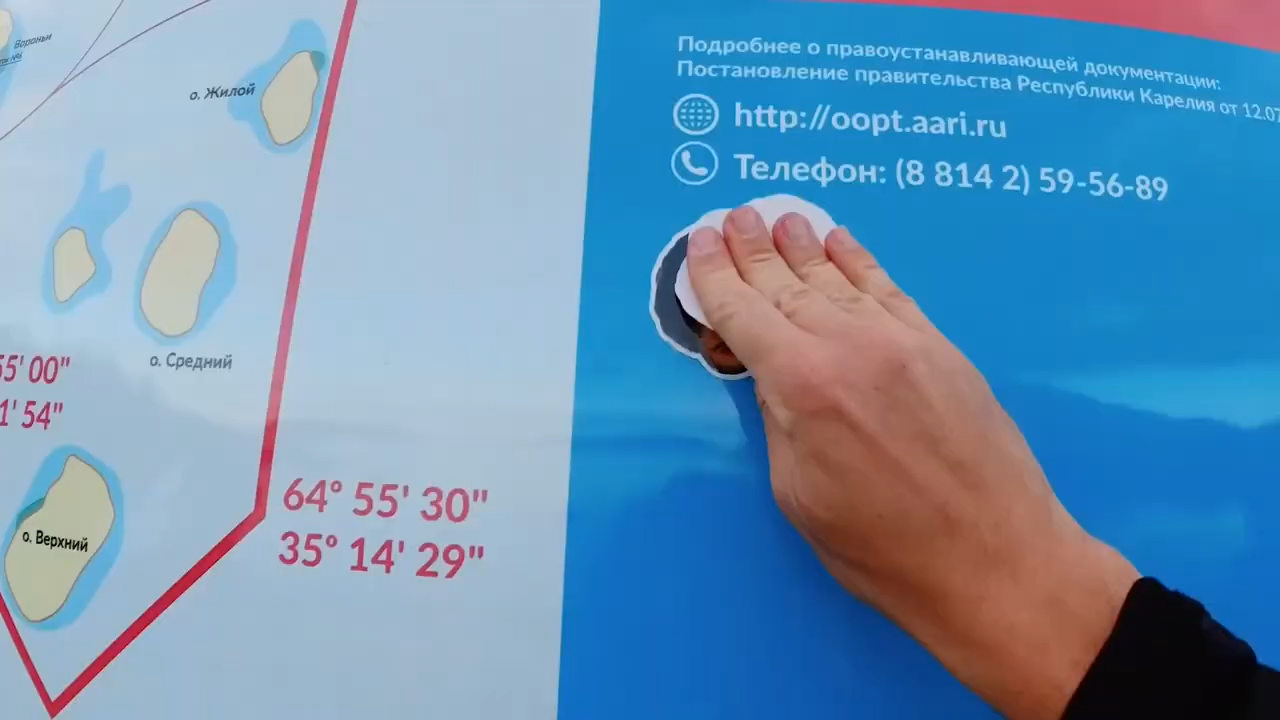 Вороньи
о. Жилой
о. Средний
55' 00"
1' 54"
о. Верхний
64° 55' 30"
35° 14' 29"
Подробнее о правоустанавливающей документации:
Постановление правительства Республики Карелия от 12.07
http://oopt.aari.ru
Телефон: (8 814 2) 59-56-89